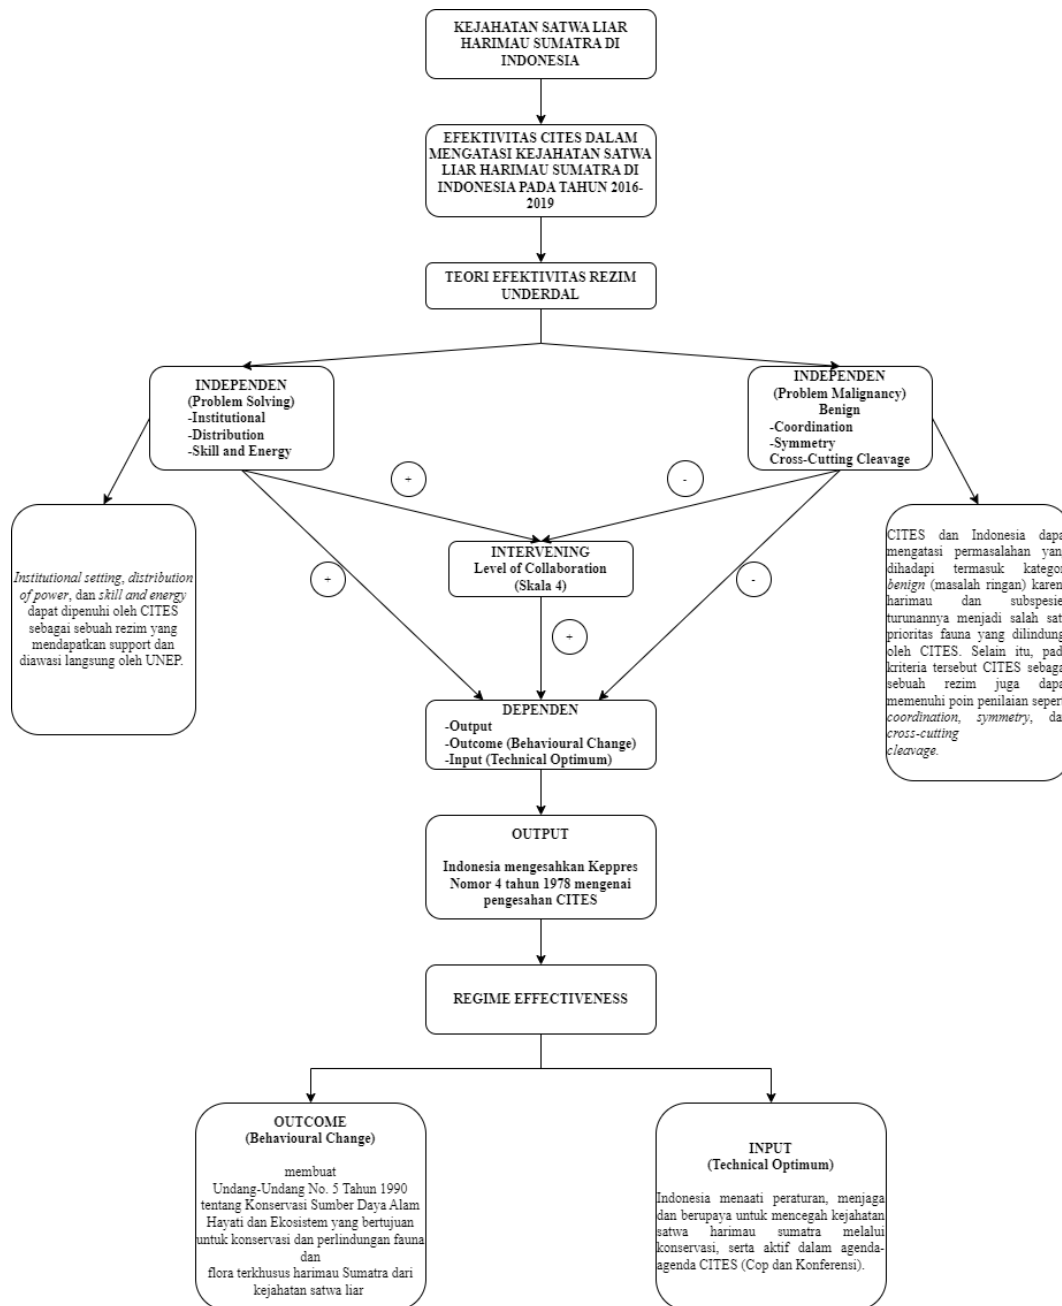 KEJAHATAN SATWA LIAR
HARIMAU SUMATRA DI
INDONESIA
EFEKTIVITAS CITES DALAM
MENGATASI KEJAHATAN SATWA
LIAR HARIMAU SUMATRA DI
INDONESIA PADA TAHUN 2016-
2019
TEORI EFEKTIVITAS REZIM
UNDERDAL
INDEPENDEN
(Problem Solving)
-Institutional
-Distribution
-Skill and Energy
INDEPENDEN
(Problem Malignancy)
Benign
-Coordination
-Symmetry
Cross-Cutting Cleavage
+
-
Institutional setting, distribution
of power, dan skill and energy
dapat dipenuhi oleh CITES
sebagai sebuah rezim yang
mendapatkan support dan
diawasi langsung oleh UNEP.
INTERVENING
Level of Collaboration
(Skala 4)
CITES dan Indonesia dapa
mengatasi permasalahan yan
dihadapi termasuk kategor
benign (masalah ringan) karen
harimau dan subspesie
turunannya menjadi salah sat
prioritas fauna yang dilindung
oleh CITES. Selain itu, pad
kriteria tersebut CITES sebaga
sebuah rezim juga dapa
memenuhi poin penilaian sepert
coordination, symmetry, da
cross-cutting
cleavage.
+
-
+
DEPENDEN
-Output
-Outcome (Behavioural Change)
-Input (Technical Optimum)
OUTPUT
Indonesia mengesahkan Keppres
Nomor 4 tahun 1978 mengenai
pengesahan CITES
REGIME EFFECTIVENESS
OUTCOME
(Behavioural Change)
membuat
Undang-Undang No. 5 Tahun 1990
tentang Konservasi Sumber Daya Alam
Hayati dan Ekosistem yang bertujuan
untuk konservasi dan perlindungan fauna
dan
flora terkhusus harimau Sumatra dari
kejahatan satwa liar
INPUT
(Technical Optimum)
Indonesia menaati peraturan, menjaga
dan berupaya untuk mencegah kejahatan
satwa harimau sumatra melalui
konservasi, serta aktif dalam agenda-
agenda CITES (Cop dan Konferensi).